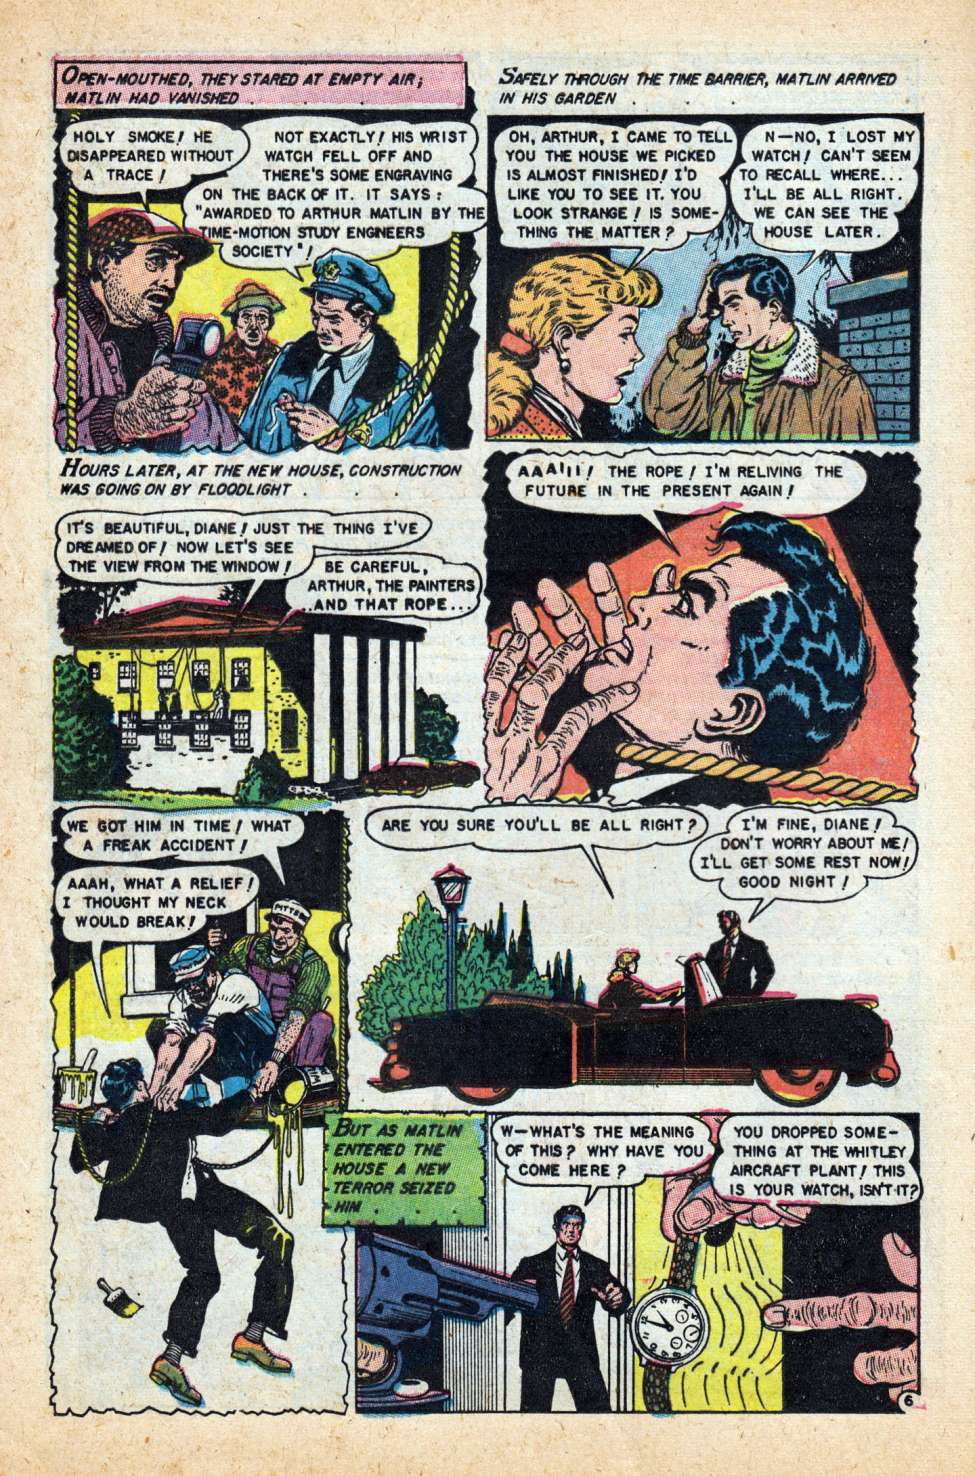 OPEN-MOUTHED, THEY STARED AT EMPTY AIR;
MATLIN HAD VANISHED . . . .
HOLY SMOKE! HE
DISAPPEARED WITHOUT
A TRACE!
NOT EXACTLY! HIS WRIST
WATCH FELL OFF AND
THERE'S SOME ENGRAVING
ON THE BACK OF IT. IT SAYS:
"AWARDED TO ARTHUR MATLIN BY THE
TIME-MOTION STUDY ENGINEERS
SOCIETY"!
SAFELY THROUGH THE TIME BARRIER, MATLIN ARRIVED
IN HIS GARDEN . . . .
OH, ARTHUR, I CAME TO TELL
YOU THE HOUSE WE PICKED
IS ALMOST FINISHED! I'D
LIKE YOU TO SEE IT. YOU
LOOK STRANGE! IS SOME-
THING THE MATTER?
N-NO, I LOST MY
WATCH! CAN'T SEEM
TO RECALL WHERE...
I'LL BE ALL RIGHT.
WE CAN SEE THE
HOUSE LATER.
HOURS LATER, AT THE NEW HOUSE, CONSTRUCTION
WAS GOING ON BY FLOODLIGHT . . . .
IT'S BEAUTIFUL, DIANE! JUST THE THING I'VE
DREAMED OF! NOW LET'S SEE
THE VIEW FROM THE WINDOW!
BE CAREFUL,
ARTHUR, THE PAINTERS
..AND THAT ROPE...
AAAIII! THE ROPE! I'M RELIVING THE
FUTURE IN THE PRESENT AGAIN!
WE GOT HIM IN TIME! WHAT
A FREAK ACCIDENT!
AAAH, WHAT A RELIEF!
I THOUGHT MY NECK
WOULD BREAK!
ARE YOU SURE YOU'LL BE ALL RIGHT?
I'M FINE, DIANE!
DON'T WORRY ABOUT ME!
I'LL GET SOME REST NOW!
GOOD NIGHT!
BUT AS MATLIN
ENTERED THE
HOUSE A NEW
TERROR SEIZED
HIM . . . .
W-WHAT'S THE MEANING
OF THIS? WHY HAVE YOU
COME HERE?
YOU DROPPED SOME-
THING AT THE WHITLEY
AIRCRAFT PLANT! THIS
IS YOUR WATCH, ISN'T IT?
6